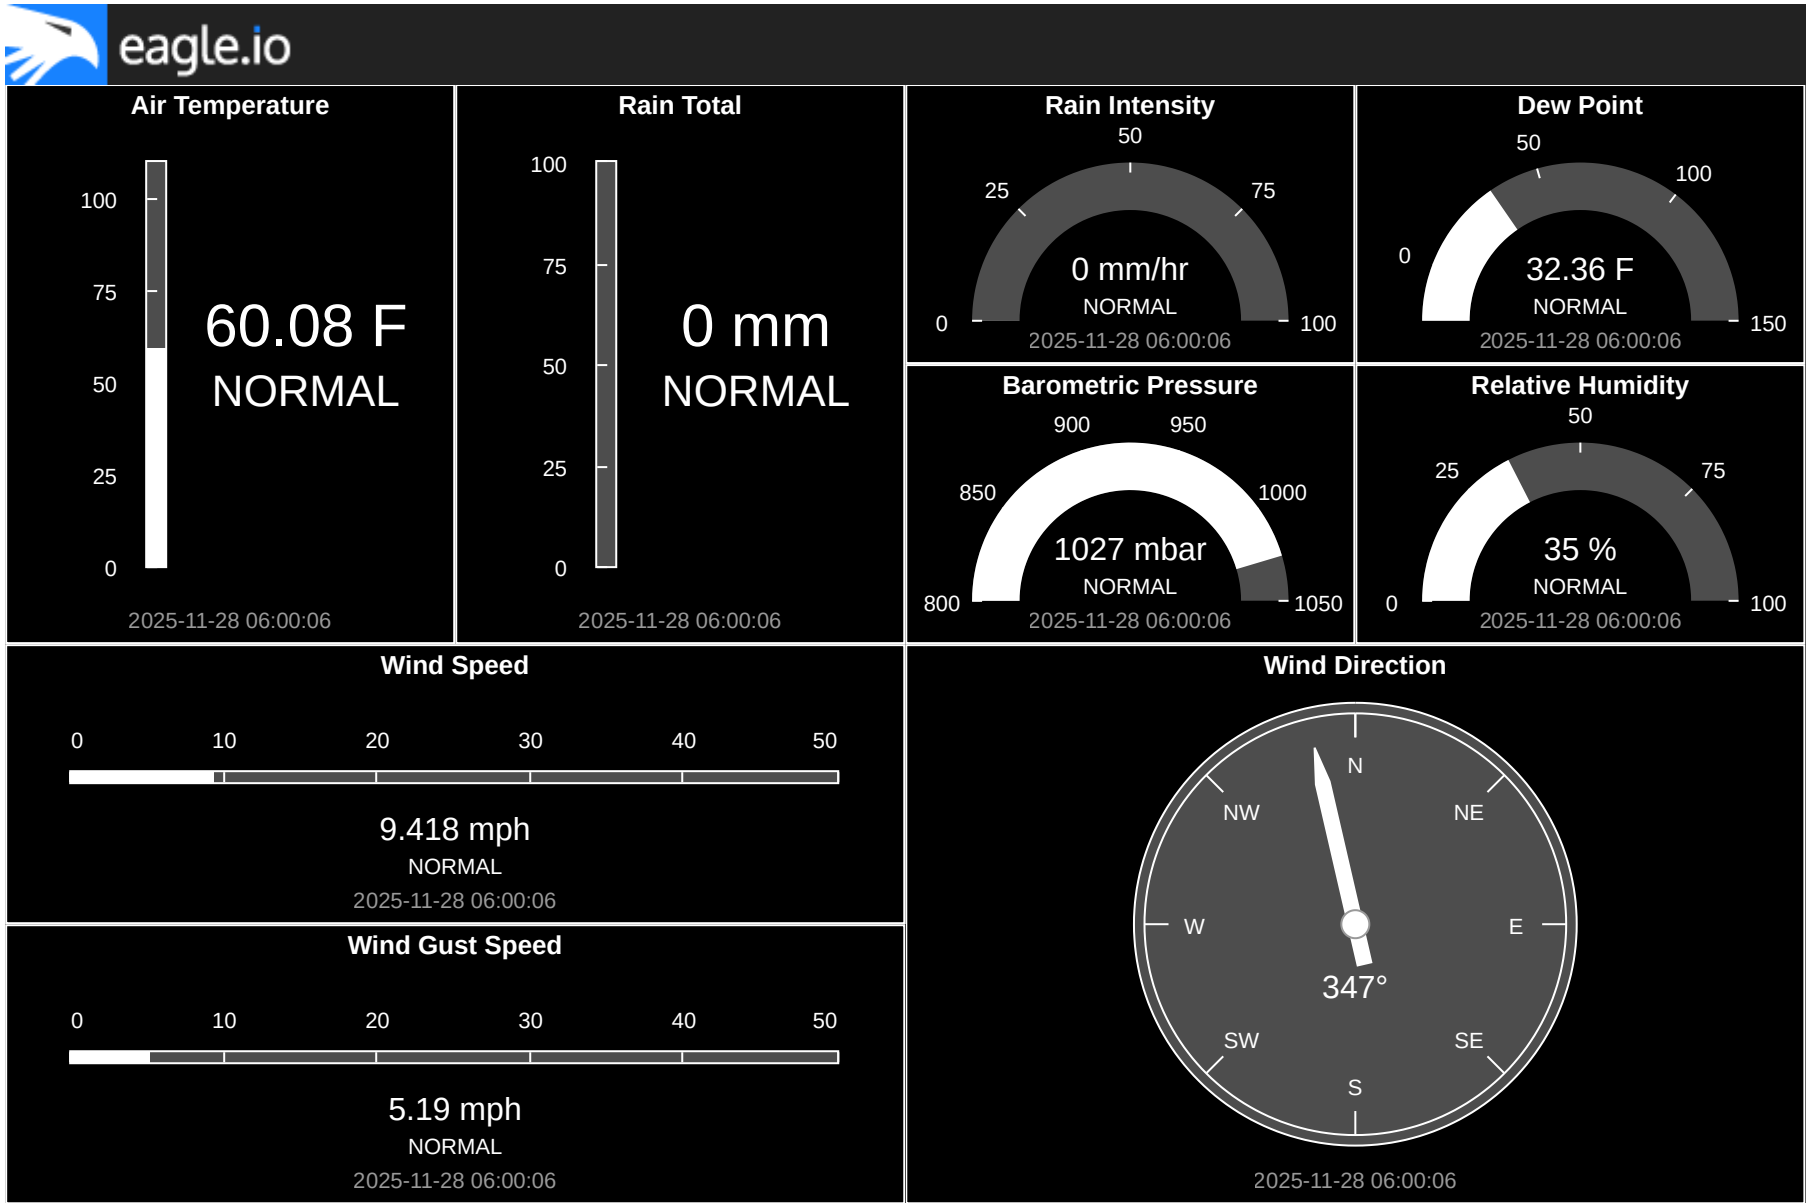 eagle.io
Air Temperature
100
75
50
25
0
60.08 F
NORMAL
2025-11-28 06:00:06
Rain Total
100
75
50
25
0
0 mm
NORMAL
2025-11-28 06:00:06
Rain Intensity
0
25
50
75
100
0 mm/hr
NORMAL
2025-11-28 06:00:06
Dew Point
0
50
100
150
32.36 F
NORMAL
2025-11-28 06:00:06
Barometric Pressure
800
850
900
950
1000
1050
1027 mbar
NORMAL
2025-11-28 06:00:06
Relative Humidity
0
25
50
75
100
35 %
NORMAL
2025-11-28 06:00:06
Wind Speed
0 10 20 30 40 50
9.418 mph
NORMAL
2025-11-28 06:00:06
Wind Gust Speed
0 10 20 30 40 50
5.19 mph
NORMAL
2025-11-28 06:00:06
Wind Direction
N
NW NE
W E
347°
SW SE
S
2025-11-28 06:00:06